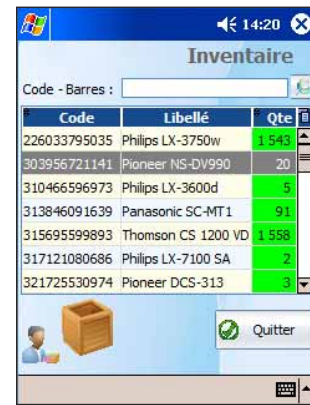 14:20
Inventaire
Code - Barres :
Code Libellé Qte
226033795035 Philips LX-3750w 1 543
303956721141 Pioneer NS-DV990 20
310466596973 Philips LX-3600d 5
313846091639 Panasonic SC-MT1 91
315695599893 Thomson CS 1200 VD 1 558
317121080686 Philips LX-7100 SA 2
321725530974 Pioneer DCS-313 3
Quitter